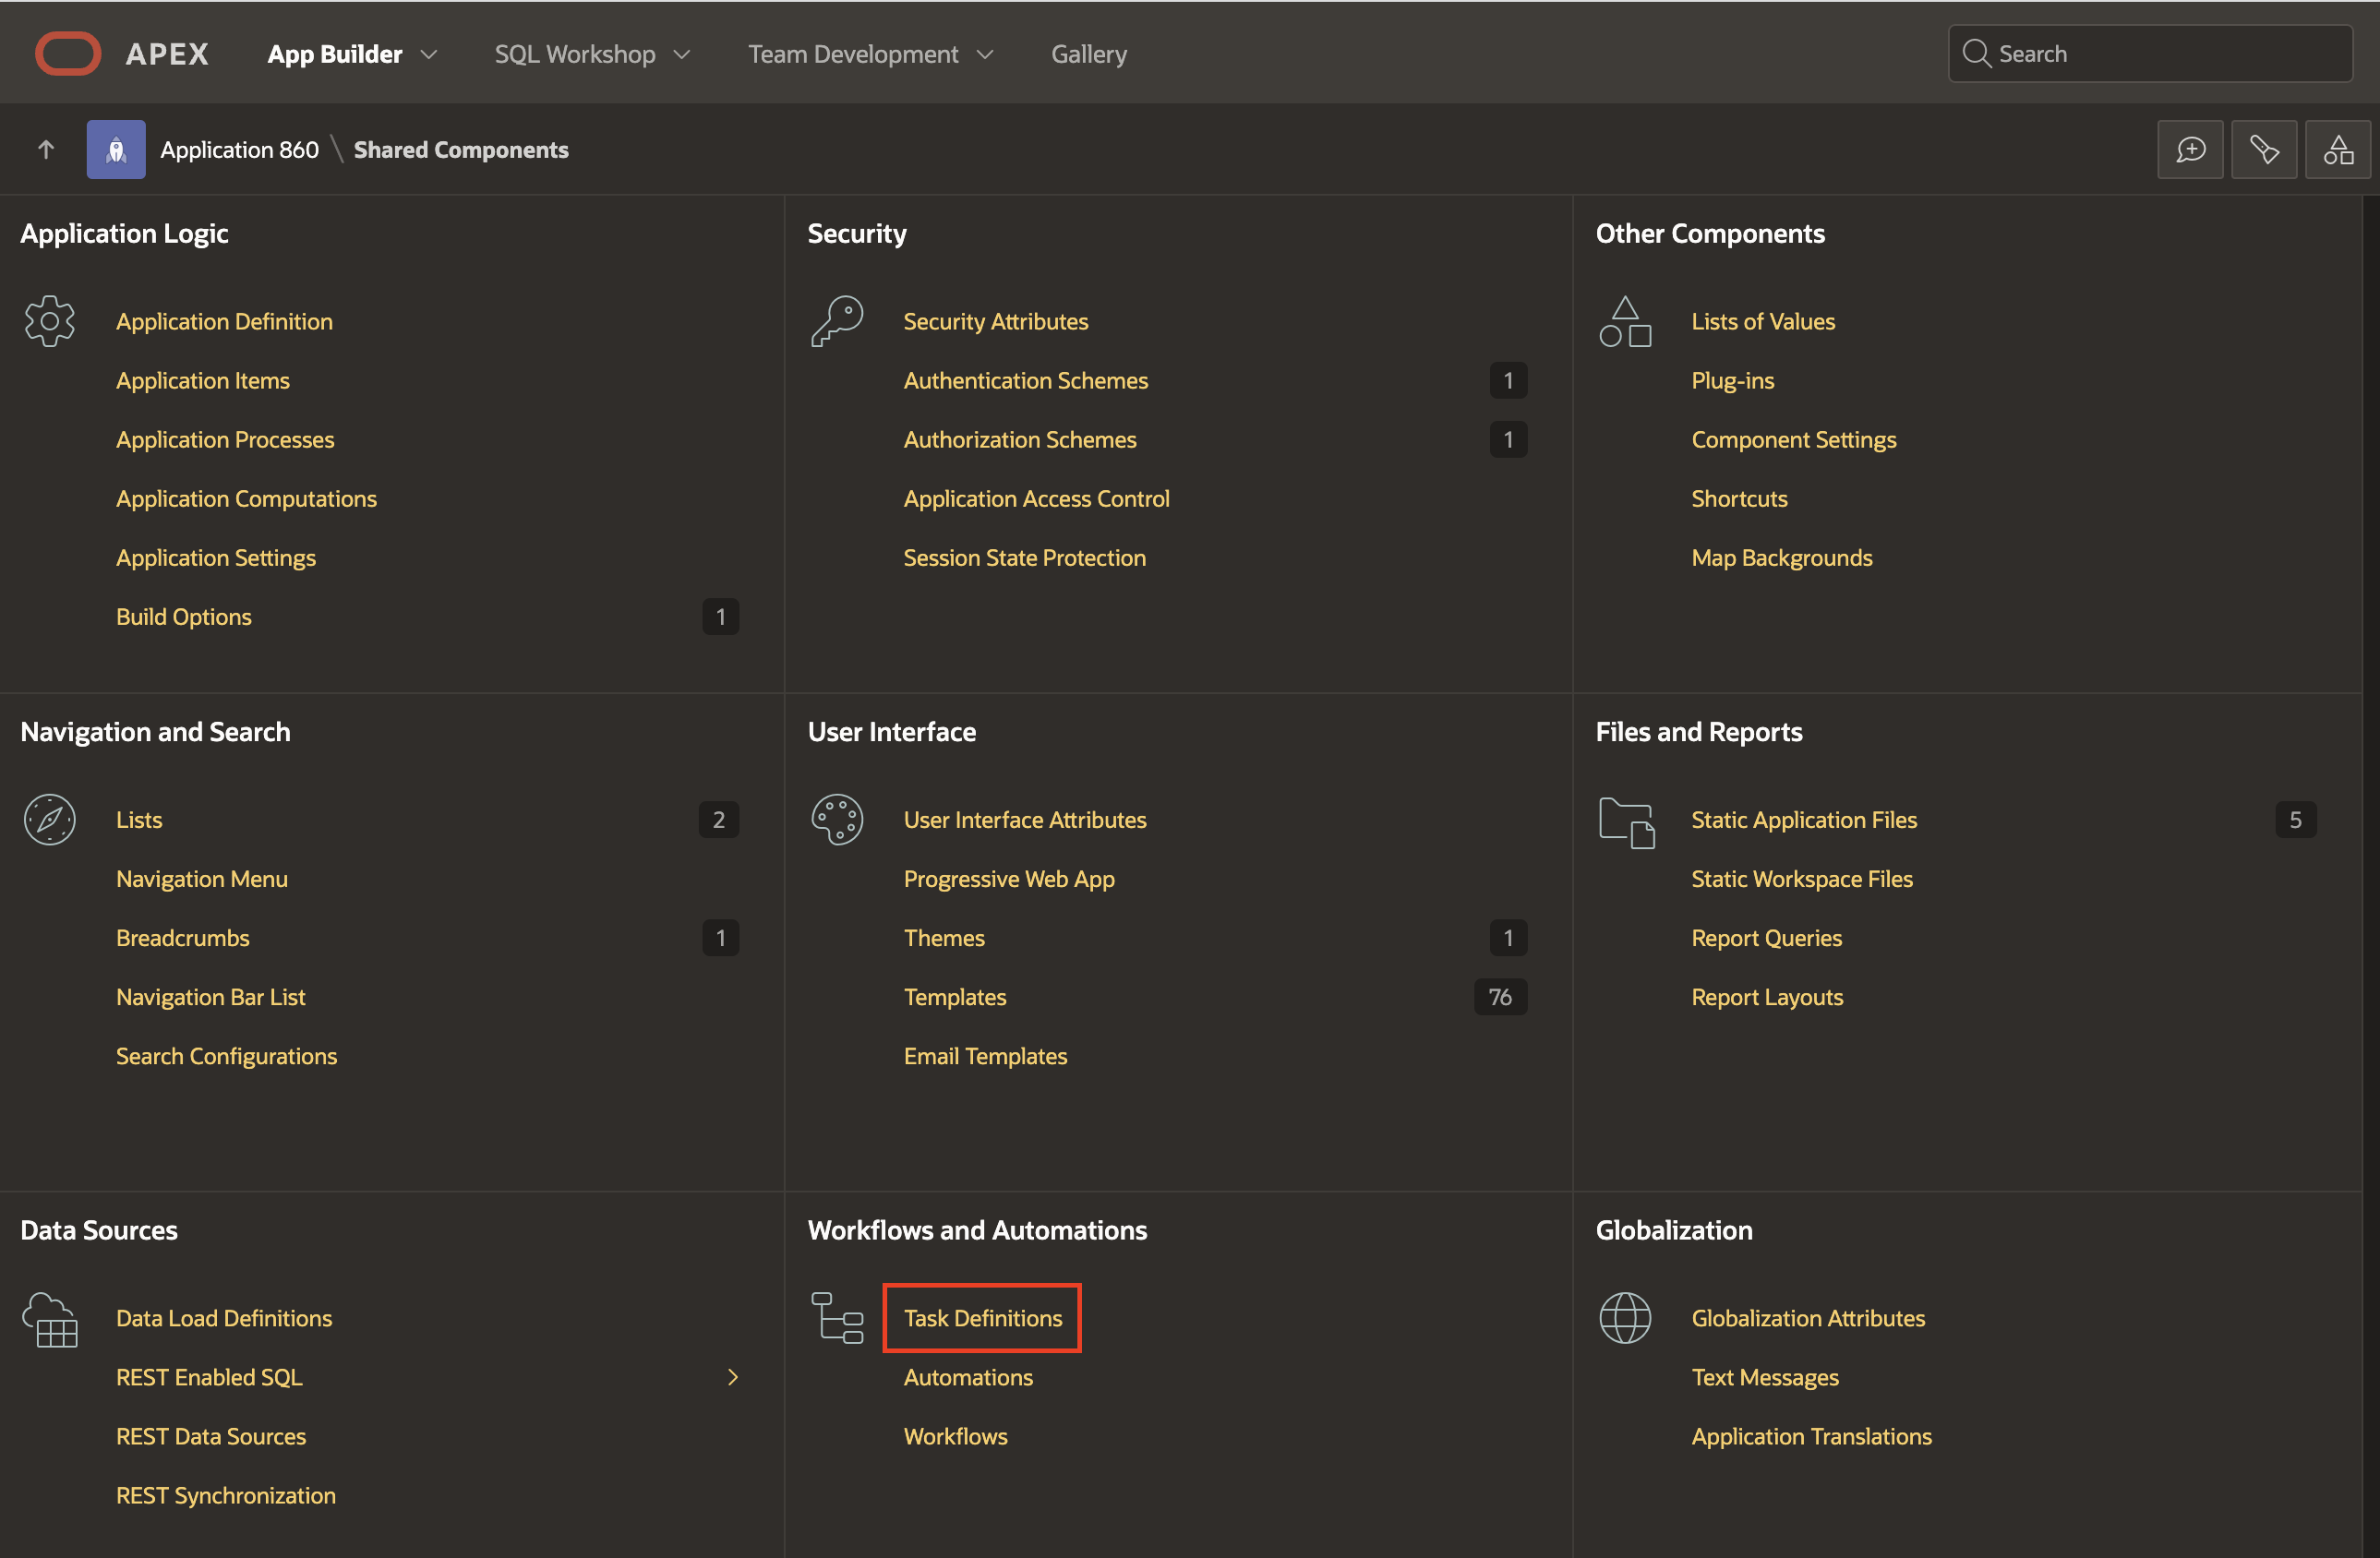 APEX App Builder SQL Workshop Team Development Gallery Search
Application 860 \ Shared Components
Application Logic
Application Definition
Application Items
Application Processes
Application Computations
Application Settings
Build Options 1
Security
Security Attributes
Authentication Schemes 1
Authorization Schemes 1
Application Access Control
Session State Protection
Other Components
Lists of Values
Plug-ins
Component Settings
Shortcuts
Map Backgrounds
Navigation and Search
Lists 2
Navigation Menu
Breadcrumbs 1
Navigation Bar List
Search Configurations
User Interface
User Interface Attributes
Progressive Web App
Themes 1
Templates 76
Email Templates
Files and Reports
Static Application Files 5
Static Workspace Files
Report Queries
Report Layouts
Data Sources
Data Load Definitions
REST Enabled SQL
REST Data Sources
REST Synchronization
Workflows and Automations
Task Definitions
Automations
Workflows
Globalization
Globalization Attributes
Text Messages
Application Translations